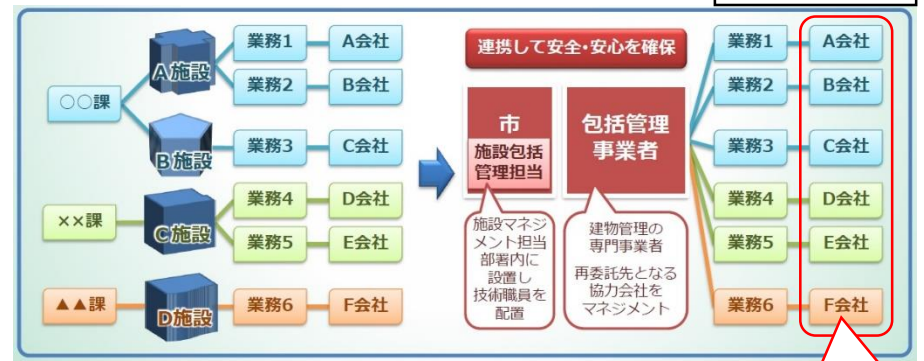 ○○課
A施設
業務1
A会社
業務2
B会社
B施設
業務3
C会社
××課
C施設
業務4
D会社
業務5
E会社
▲▲課
D施設
業務6
F会社
連携して安全・安心を確保
市
施設包括
管理担当
包括管理
事業者
施設マネジ
メント担当
部署内に
設置し
技術職員を
配置
建物管理の
専門事業者
再委託先となる
協力会社を
マネジメント
業務1
A会社
業務2
B会社
業務3
C会社
業務4
D会社
業務5
E会社
業務6
F会社